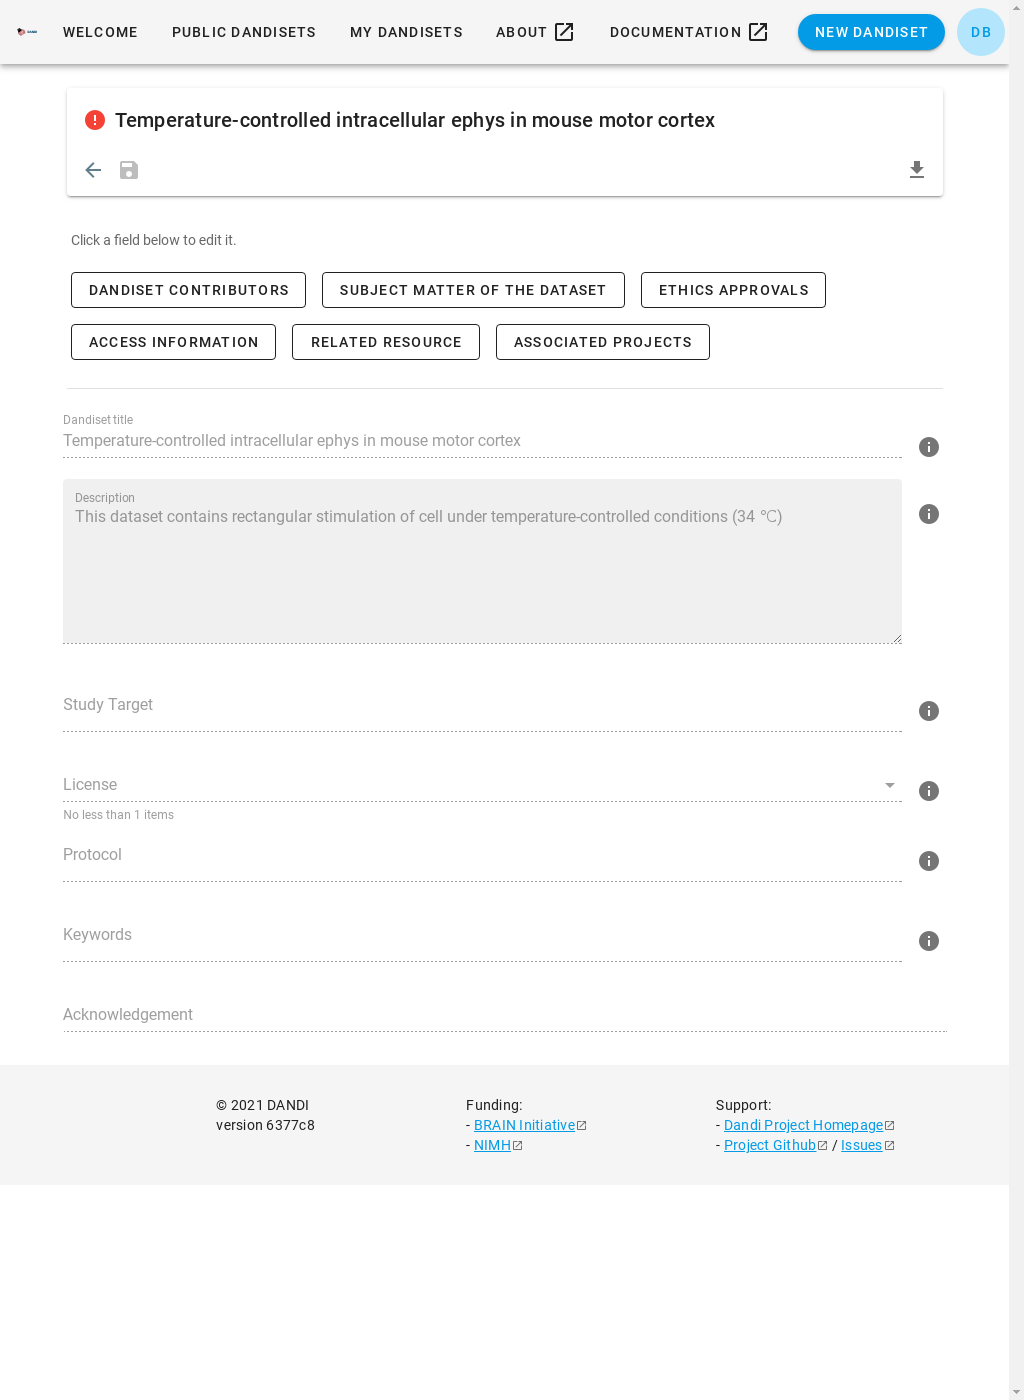 WELCOME PUBLIC DANDISETS MY DANDISETS ABOUT DOCUMENTATION NEW DANDISET DB
Temperature-controlled intracellular ephys in mouse motor cortex
Click a field below to edit it.
DANDISET CONTRIBUTORS SUBJECT MATTER OF THE DATASET ETHICS APPROVALS
ACCESS INFORMATION RELATED RESOURCE ASSOCIATED PROJECTS
Dandiset title
Temperature-controlled intracellular ephys in mouse motor cortex
Description
This dataset contains rectangular stimulation of cell under temperature-controlled conditions (34 ℃)
Study Target
License
No less than 1 items
Protocol
Keywords
Acknowledgement
© 2021 DANDI
version 6377c8
Funding:
- BRAIN Initiative
- NIMH
Support:
- Dandi Project Homepage
- Project Github / Issues